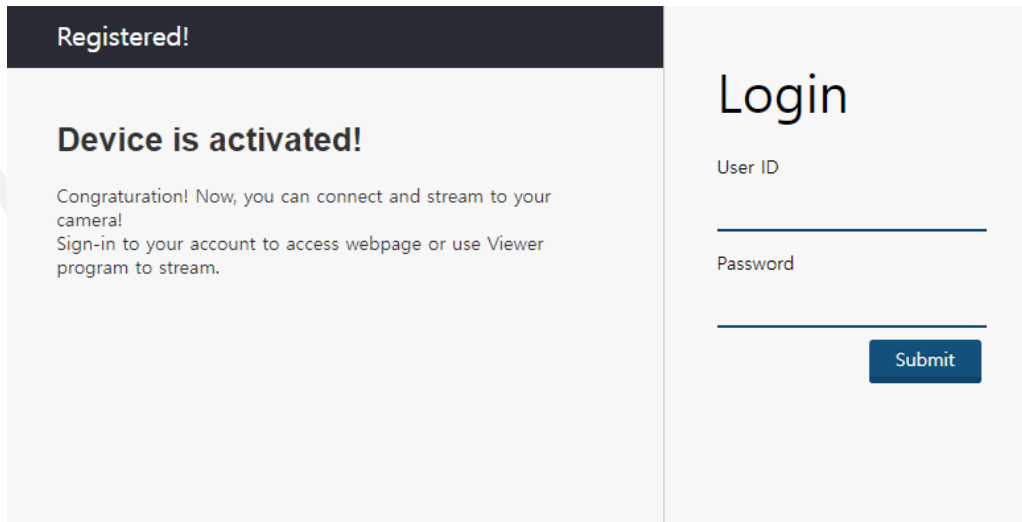 Registered!
Device is activated!
Congraturation! Now, you can connect and stream to your
camera!
Sign-in to your account to access webpage or use Viewer
program to stream.
Login
User ID
Password
Submit